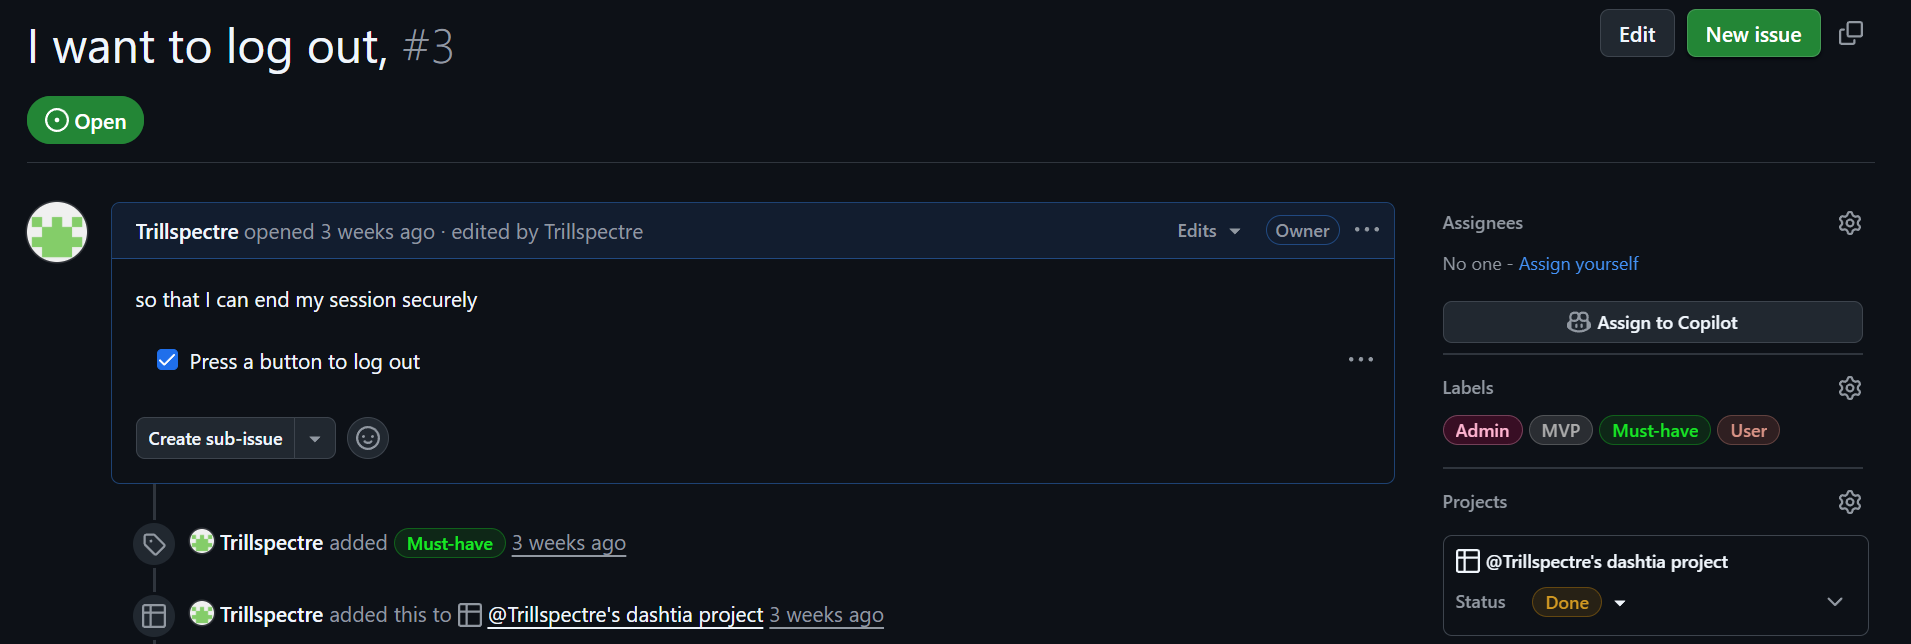 I want to log out, #3
Edit
New issue
Open
Trillspectre opened 3 weeks ago · edited by Trillspectre
Edits
Owner
so that I can end my session securely
Press a button to log out
Create sub-issue
Trillspectre added Must-have 3 weeks ago
Trillspectre added this to @Trillspectre's dashtia project 3 weeks ago
Assignees
No one - Assign yourself
Assign to Copilot
Labels
Admin MVP Must-have User
Projects
@Trillspectre's dashtia project
Status Done